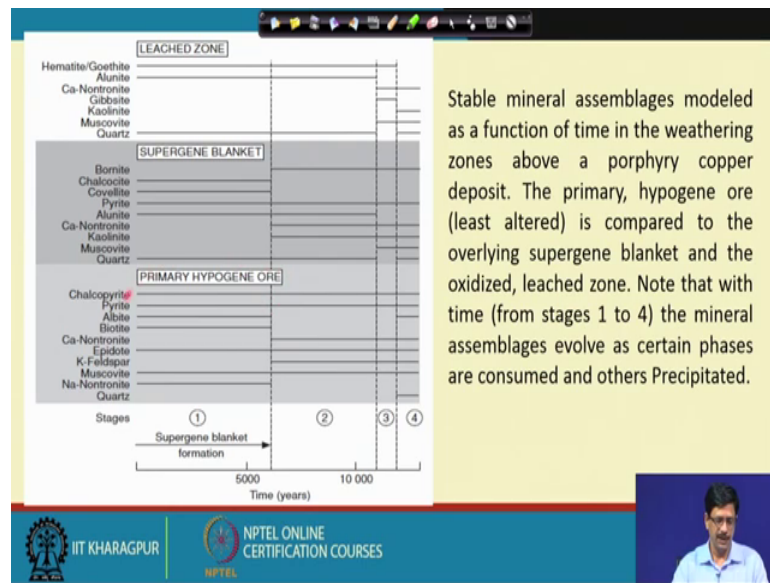 LEACHED ZONE
Hematite/Goethite
Alunite
Ca-Nontronite
Gibbsite
Kaolinite
Muscovite
Quartz
SUPERGENE BLANKET
Bornite
Chalcocite
Covellite
Pyrite
Alunite
Ca-Nontronite
Kaolinite
Muscovite
Quartz
PRIMARY HYPOGENE ORE
Chalcopyrite
Pyrite
Albite
Biotite
Ca-Nontronite
Epidote
K-Feldspar
Muscovite
Na-Nontronite
Quartz
Stages 1 2 3 4
Supergene blanket
formation
5000 10 000
Time (years)
Stable mineral assemblages modeled
as a function of time in the weathering
zones above a porphyry copper
deposit. The primary, hypogene ore
(least altered) is compared to the
overlying supergene blanket and the
oxidized, leached zone. Note that with
time (from stages 1 to 4) the mineral
assemblages evolve as certain phases
are consumed and others Precipitated.
IIT KHARAGPUR
NPTEL
NPTEL ONLINE
CERTIFICATION COURSES